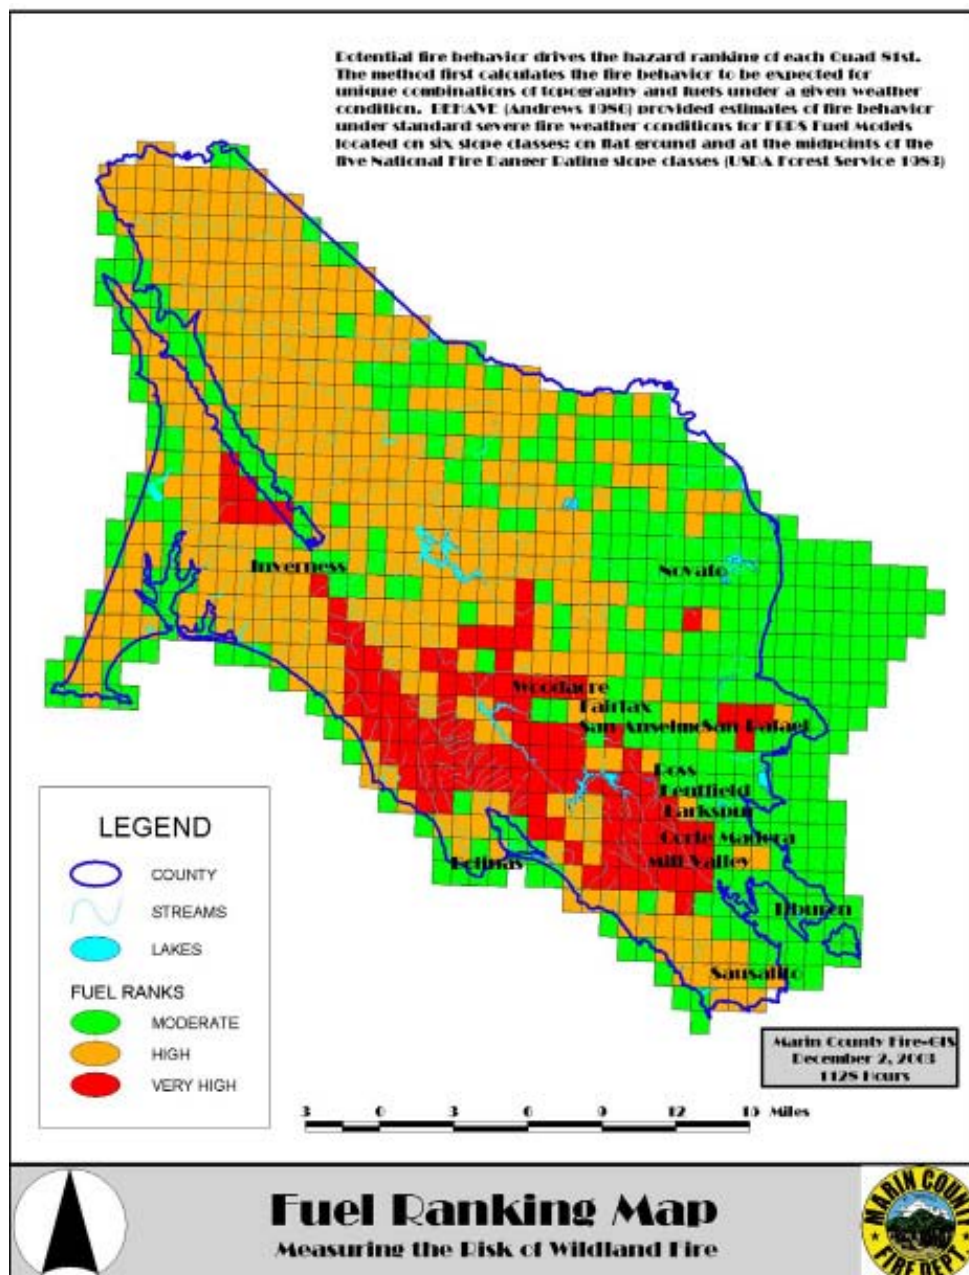 Potential fire behavior drives the hazard ranking of each Quad 81st.
The method first calculates the fire behavior to be expected for
unique combinations of topography and fuels under a given weather
condition. BEHAVE (Andrews 1986) provided estimates of fire behavior
under standard severe fire weather conditions for FBPS Fuel Models
located on six slope classes: on flat ground and at the midpoints of the
five National Fire Danger Rating slope classes (USDA Forest Service 1983)
Inverness
Novato
Woodacre
Fairfax
San Anselmo San Rafael
Ross
Kentfield
Larkspur
Corte Madera
Mill Valley
Bolinas
Tiburon
Sausalito
LEGEND
COUNTY
STREAMS
LAKES
FUEL RANKS
MODERATE
HIGH
VERY HIGH
Marin County Fire-GIS
December 2, 2003
1128 Hours
3 0 3 6 9 12 15 Miles
Fuel Ranking Map
Measuring the Risk of Wildland Fire
MARIN COUNTY
FIRE DEPT.